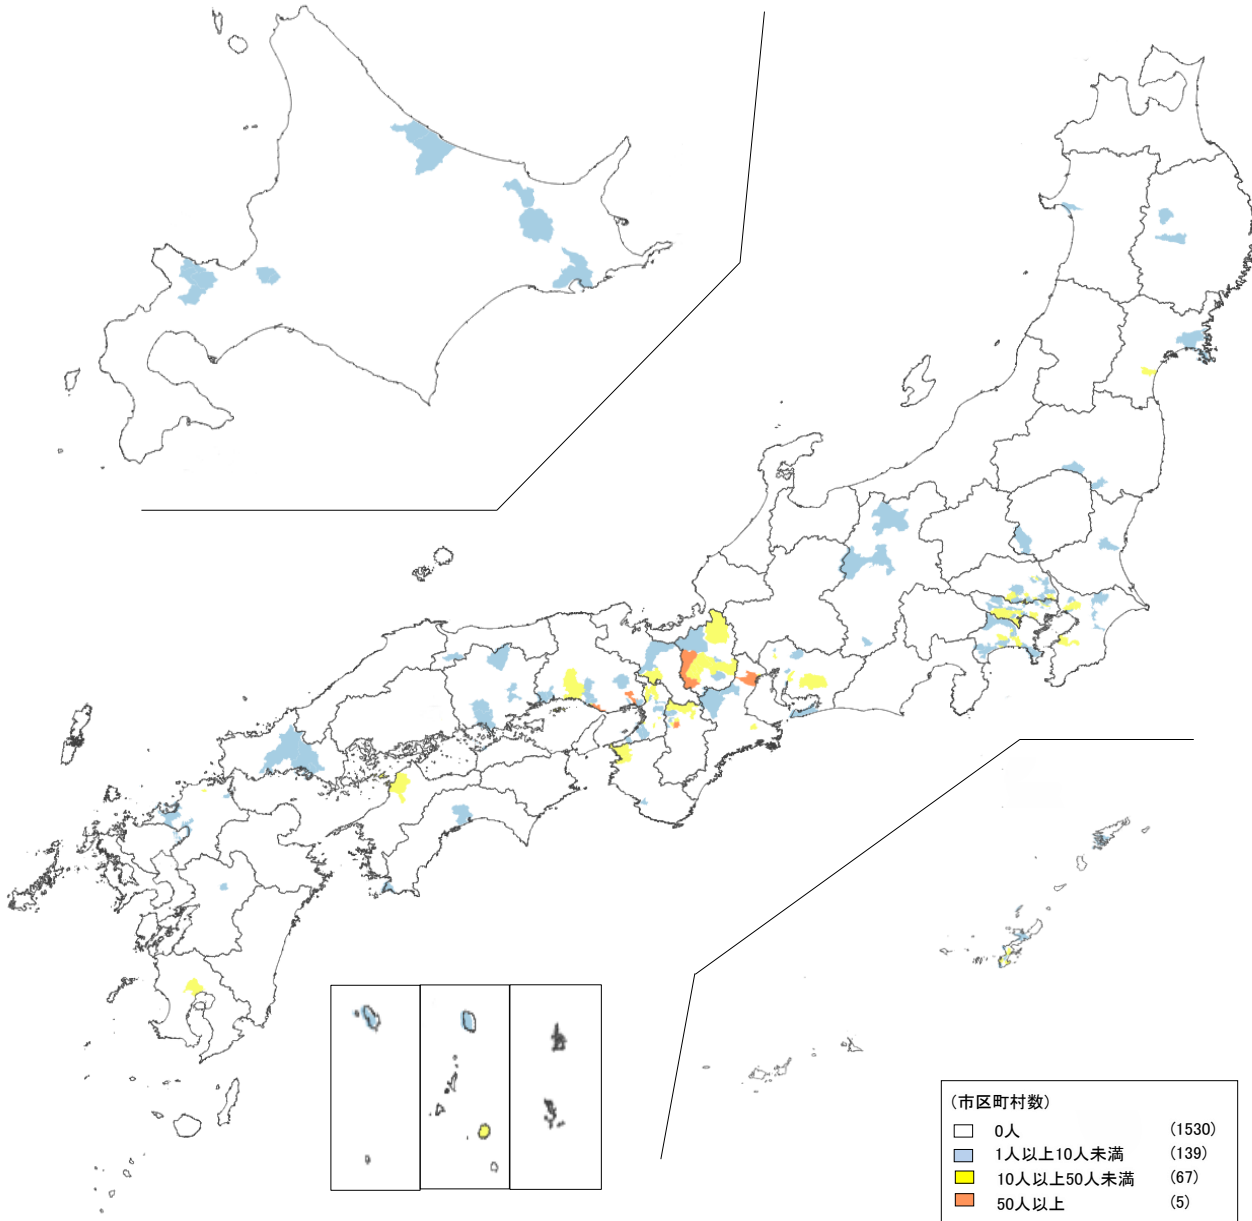 (市区町村数)
0人 (1530)
1人以上10人未満 (139)
10人以上50人未満 (67)
50人以上 (5)